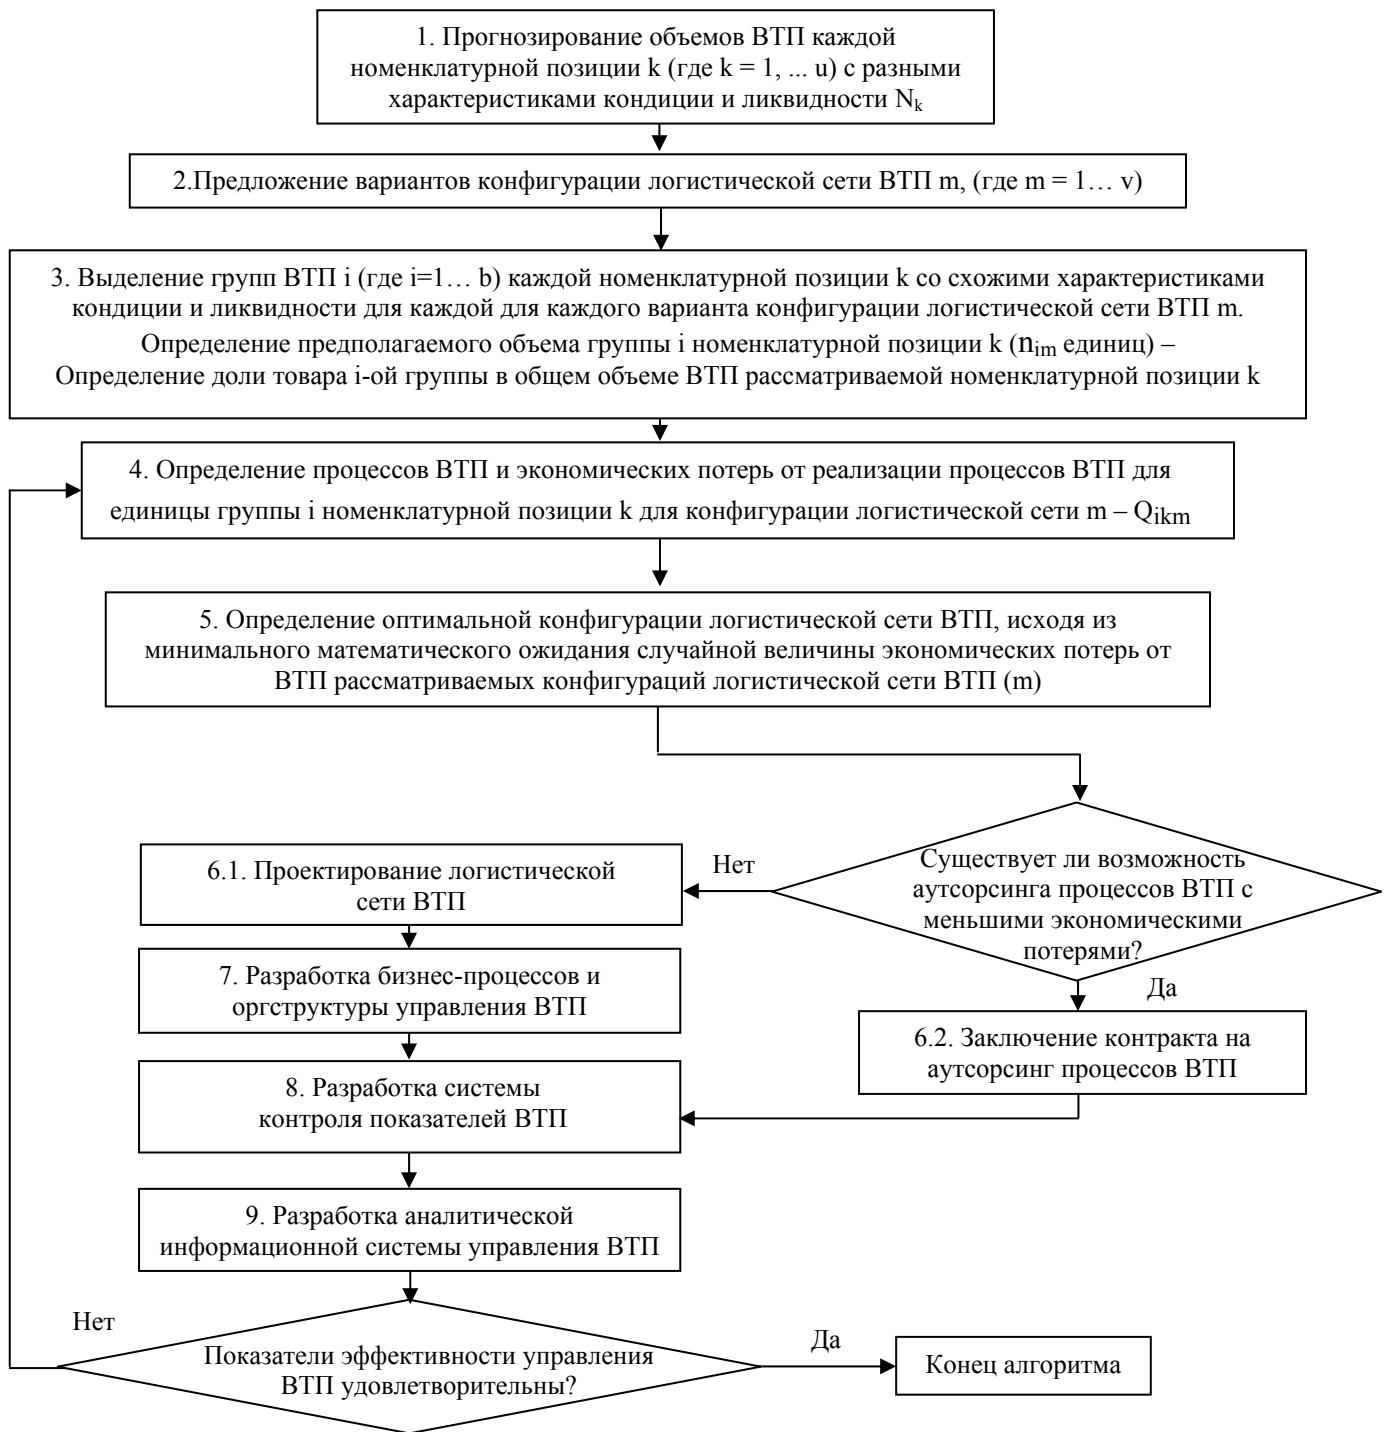 1. Прогнозирование объемов ВТП каждой
номенклатурной позиции k (где k = 1, ... u) с разными
характеристиками кондиции и ликвидности Nk
2.Предложение вариантов конфигурации логистической сети ВТП m, (где m = 1… v)
3. Выделение групп ВТП i (где i=1… b) каждой номенклатурной позиции k со схожими характеристиками
кондиции и ликвидности для каждой для каждого варианта конфигурации логистической сети ВТП m.
Определение предполагаемого объема группы i номенклатурной позиции k (nim единиц) –
Определение доли товара i-ой группы в общем объеме ВТП рассматриваемой номенклатурной позиции k
4. Определение процессов ВТП и экономических потерь от реализации процессов ВТП для
единицы группы i номенклатурной позиции k для конфигурации логистической сети m – Qikm
5. Определение оптимальной конфигурации логистической сети ВТП, исходя из
минимального математического ожидания случайной величины экономических потерь от
ВТП рассматриваемых конфигураций логистической сети ВТП (m)
Существует ли возможность
аутсорсинга процессов ВТП с
меньшими экономическими
потерями?
Нет
Да
6.1. Проектирование логистической
сети ВТП
7. Разработка бизнес-процессов и
оргструктуры управления ВТП
6.2. Заключение контракта на
аутсорсинг процессов ВТП
8. Разработка системы
контроля показателей ВТП
9. Разработка аналитической
информационной системы управления ВТП
Нет
Показатели эффективности управления
ВТП удовлетворительны?
Да
Конец алгоритма